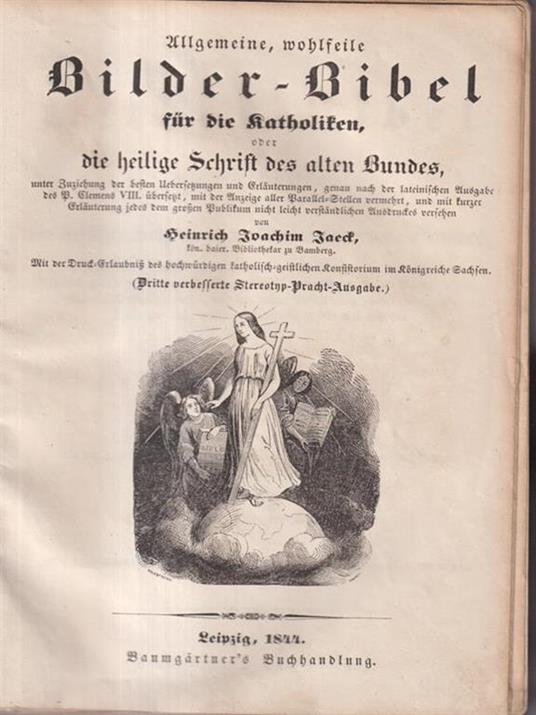 Allgemeine, wohlfeile
Bilder-Bibel
für die Katholiken,
oder
die heilige Schrift des alten Bundes,
unter Zuziehung der besten Uebersetzungen und Erläuterungen, genau nach der lateinischen Ausgabe
des P. Clemens VIII. übersetzt, mit der Anzeige aller Parallel-Stellen vermehrt, und mit kurzer
Erläuterung jedes dem großen Publikum nicht leicht verständlichen Ausdruckes versehen
von
Heinrich Joachim Jaeck,
kön. baier. Bibliothekar zu Bamberg.
Mit der Druck-Erlaubniß des hochwürdigen katholisch-geistlichen Konsistorium im Königreiche Sachsen.
(Dritte verbesserte Stereotyp-Pracht-Ausgabe.)
BIBLE
Leipzig, 1844.
Baumgärtner's Buchhandlung.